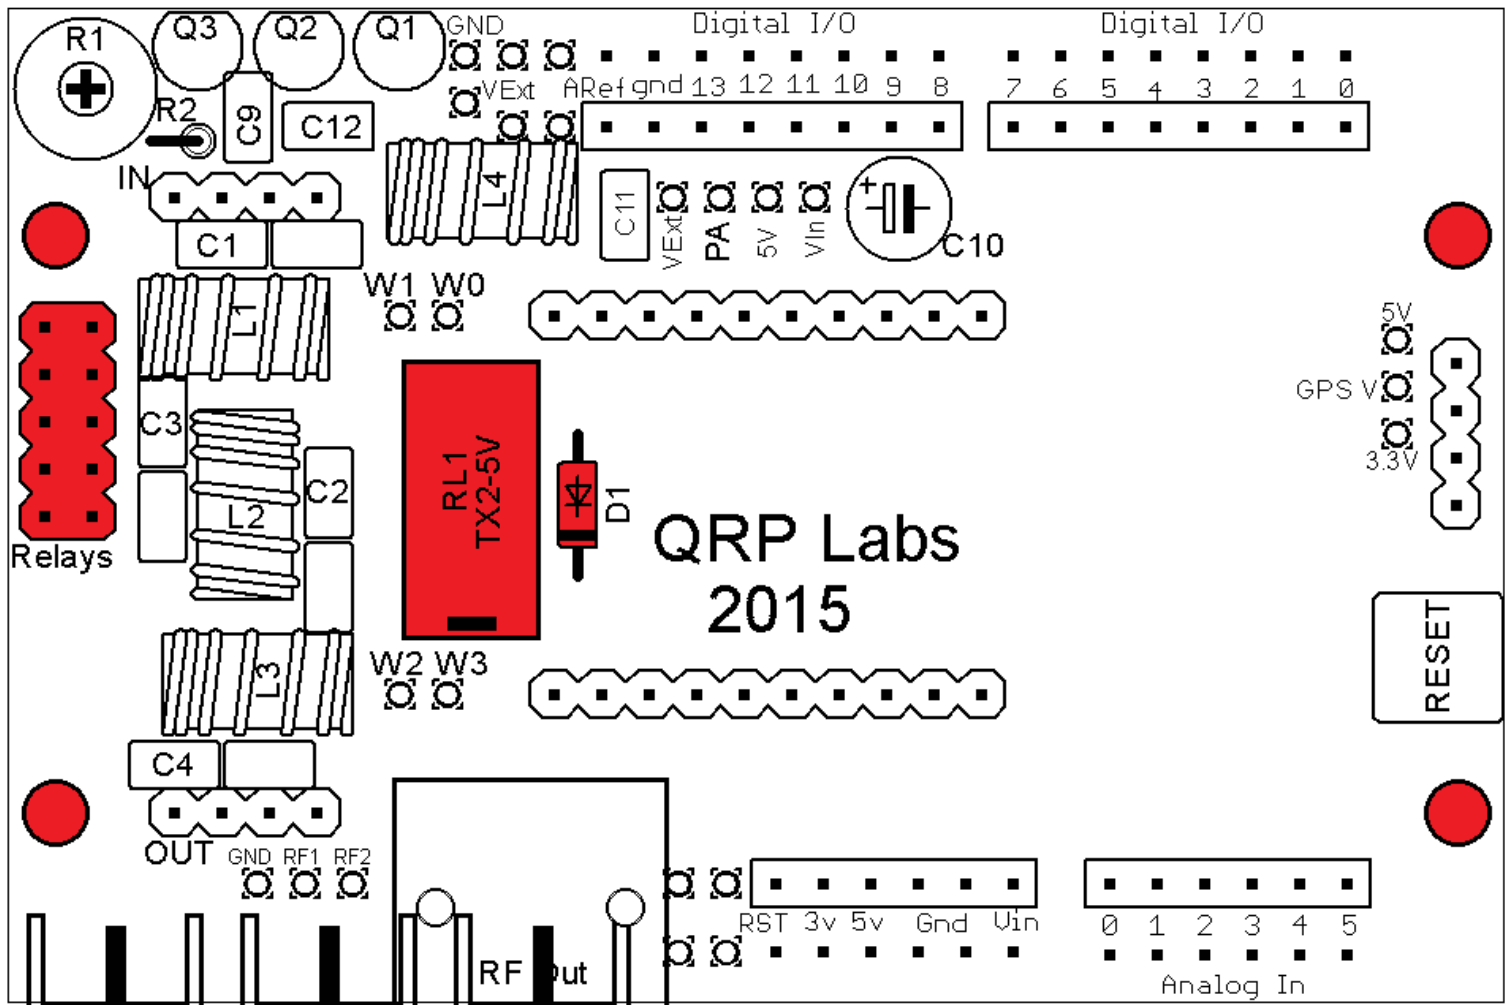 R1
Q3 Q2 Q1
GND
Digital I/O Digital I/O
VExt
ARef gnd 13 12 11 10 9 8
7 6 5 4 3 2 1 0
R2
C9
C12
IN
L4
C11
VExt
PA
5V
VIn
+
C10
C1
W1 W0
L1
5V
GPS V
3.3V
C3
RL1
TX2-5V
D1
C2
L2
Relays
QRP Labs
2015
RESET
L3
W2 W3
C4
OUT
GND RF1 RF2
RST 3v 5v Gnd Vin
0 1 2 3 4 5
RF ut
Analog In